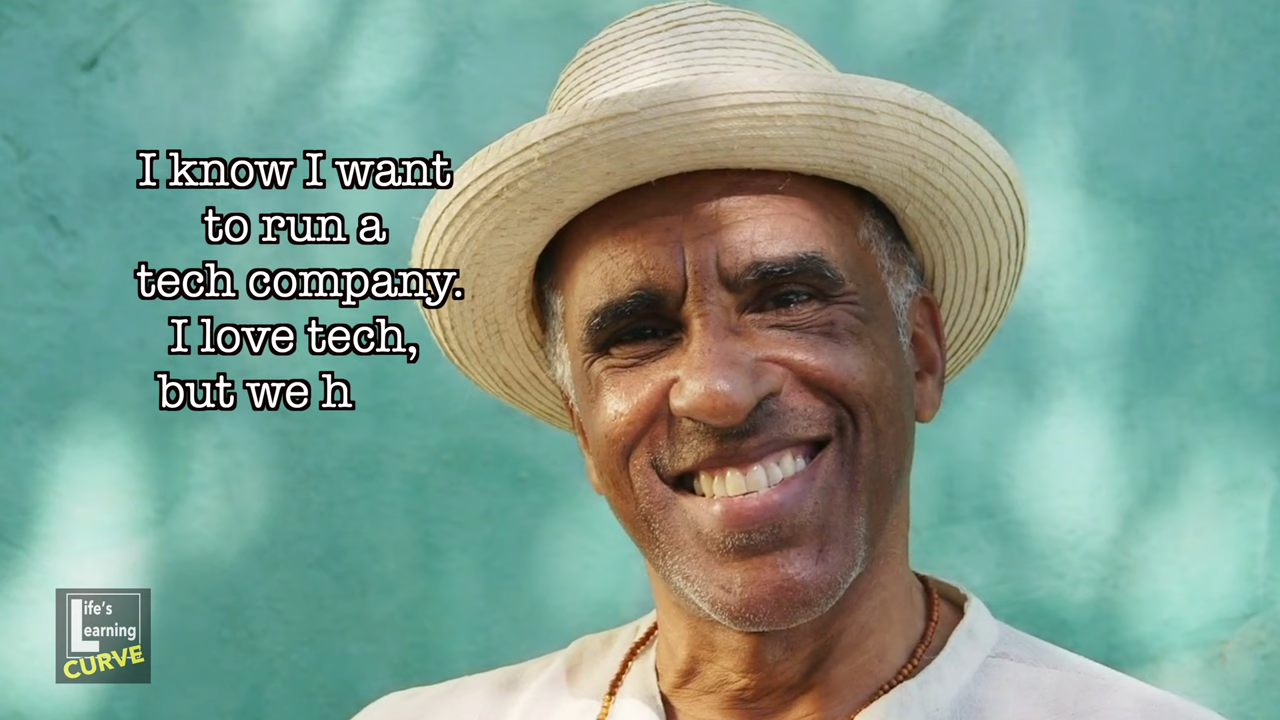 I know I want
to run a
tech company.
I love tech,
but we h
Life's
Learning
CURVE